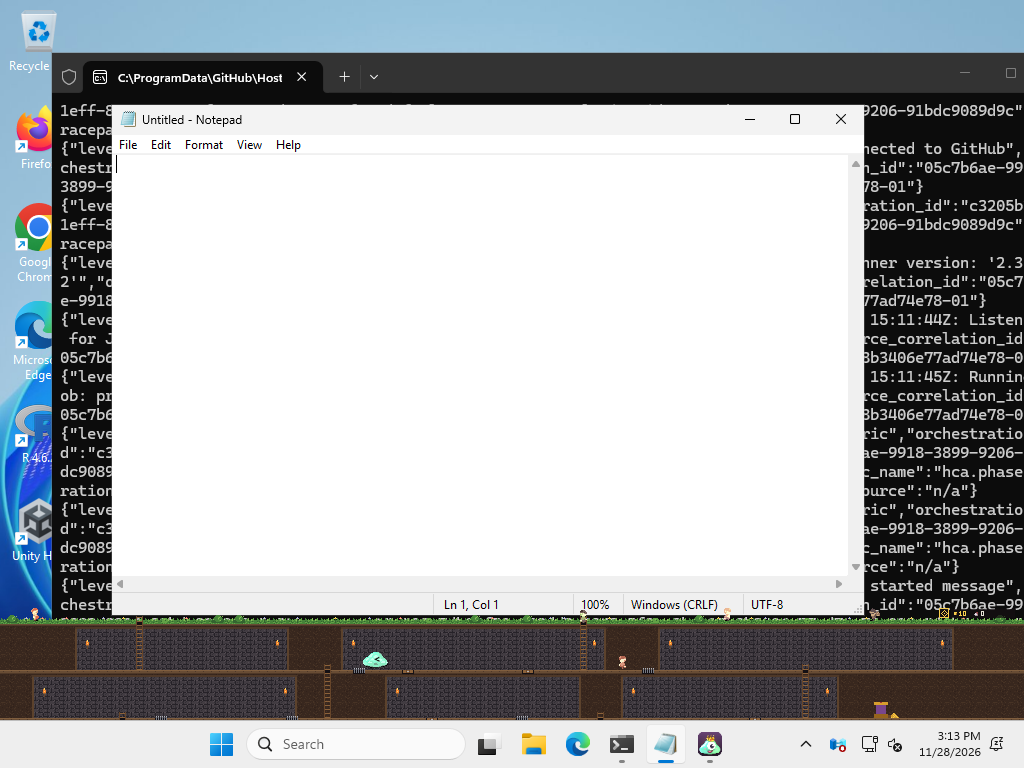 Recycle
C:\ProgramData\GitHub\Host
1eff-8
9206-91bdc9089d9c"
Untitled - Notepad
racepa
File Edit Format View Help
{"leve
nected to GitHub",
Firefo
chestr
n_id":"05c7b6ae-99
3899-9
78-01"}
{"leve
ration_id":"c3205b
1eff-8
9206-91bdc9089d9c"
racepa
Googl
Chrom
{"leve
nner version: '2.3
2'","o
relation_id":"05c7
e-9918
77ad74e78-01"}
{"leve
15:11:44Z: Listen
for J
rce_correlation_id
Micros
Edge
05c7b6
3b3406e77ad74e78-0
{"leve
15:11:45Z: Runnin
ob: pr
rce_correlation_id
05c7b6
3b3406e77ad74e78-0
{"leve
ric","orchestratio
R 4.6.
d":"c3
ae-9918-3899-9206-
dc9089
c_name":"hca.phase
ration
ource":"n/a"}
{"leve
ric","orchestratio
d":"c3
ae-9918-3899-9206-
dc9089
c_name":"hca.phase
Unity H
ration
rce":"n/a"}
{"leve
started message",
chestr
n_id":"05c7b6ae-99
Ln 1, Col 1
100%
Windows (CRLF)
UTF-8
Search
3:13 PM
11/28/2026